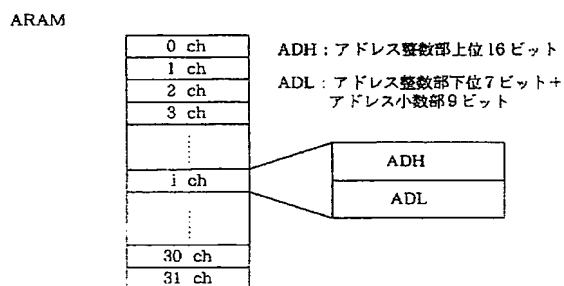 ARAM
0 ch
1 ch
2 ch
3 ch
i ch
30 ch
31 ch
ADH：アドレス整数部上位16ビット
ADL：アドレス整数部下位7ビット＋
アドレス小数部9ビット
ADH
ADL